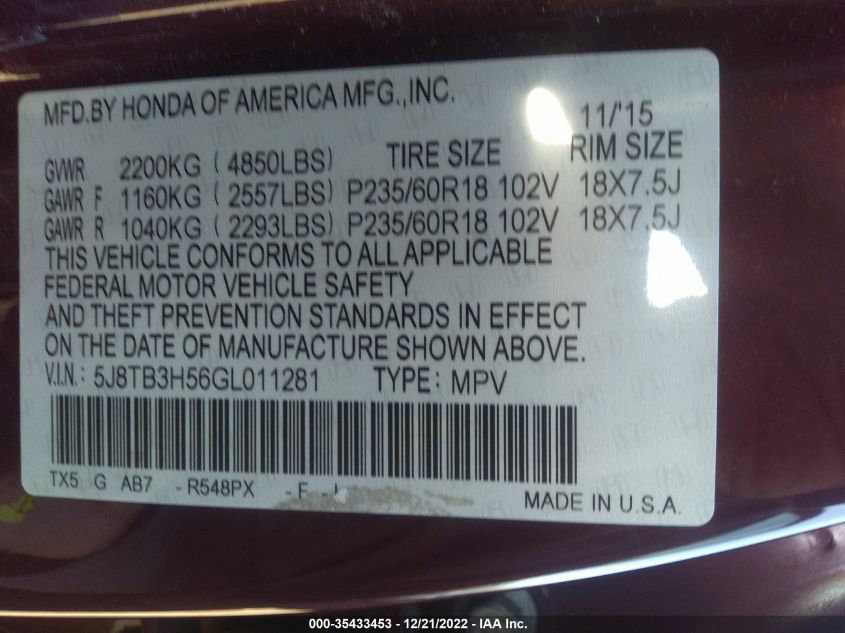 MFD.BY HONDA OF AMERICA MFG.,INC. 11/'15
GVWR 2200KG ( 4850LBS) TIRE SIZE RIM SIZE
GAWR F 1160KG ( 2557LBS) P235/60R18 102V 18X7.5J
GAWR R 1040KG ( 2293LBS) P235/60R18 102V 18X7.5J
THIS VEHICLE CONFORMS TO ALL APPLICABLE
FEDERAL MOTOR VEHICLE SAFETY
AND THEFT PREVENTION STANDARDS IN EFFECT
ON THE DATE OF MANUFACTURE SHOWN ABOVE.
V.I.N.: 5J8TB3H56GL011281 TYPE: MPV
TX5 G AB7 -R548PX
MADE IN U.S.A.
000-35433453 - 12/21/2022 - IAA Inc.